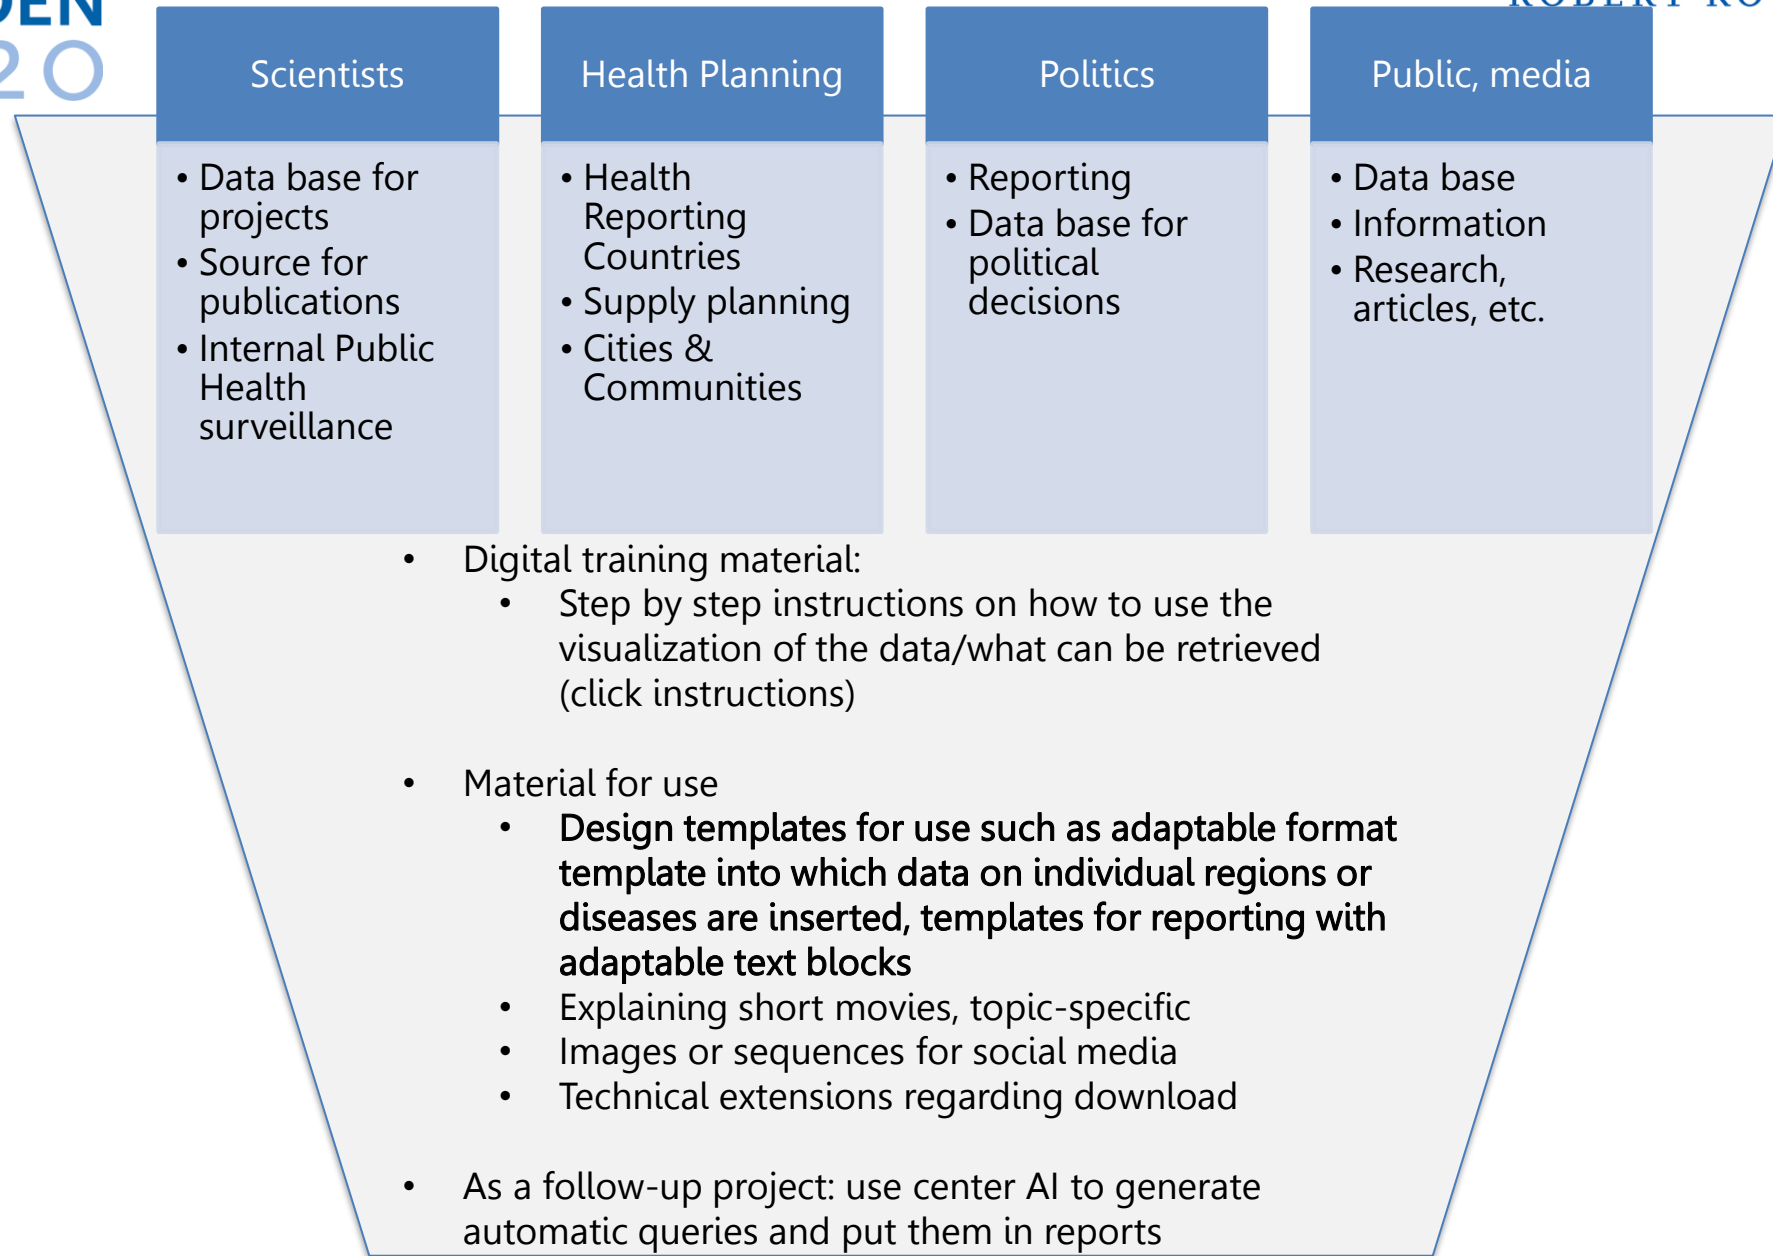 Scientists
• Data base for
projects
• Source for
publications
• Internal Public
Health
surveillance
Health Planning
• Health
Reporting
Countries
• Supply planning
• Cities &
Communities
Politics
• Reporting
• Data base for
political
decisions
Public, media
• Data base
• Information
• Research,
articles, etc.
• Digital training material:
• Step by step instructions on how to use the
visualization of the data/what can be retrieved
(click instructions)
• Material for use
• Design templates for use such as adaptable format
template into which data on individual regions or
diseases are inserted, templates for reporting with
adaptable text blocks
• Explaining short movies, topic-specific
• Images or sequences for social media
• Technical extensions regarding download
• As a follow-up project: use center AI to generate
automatic queries and put them in reports